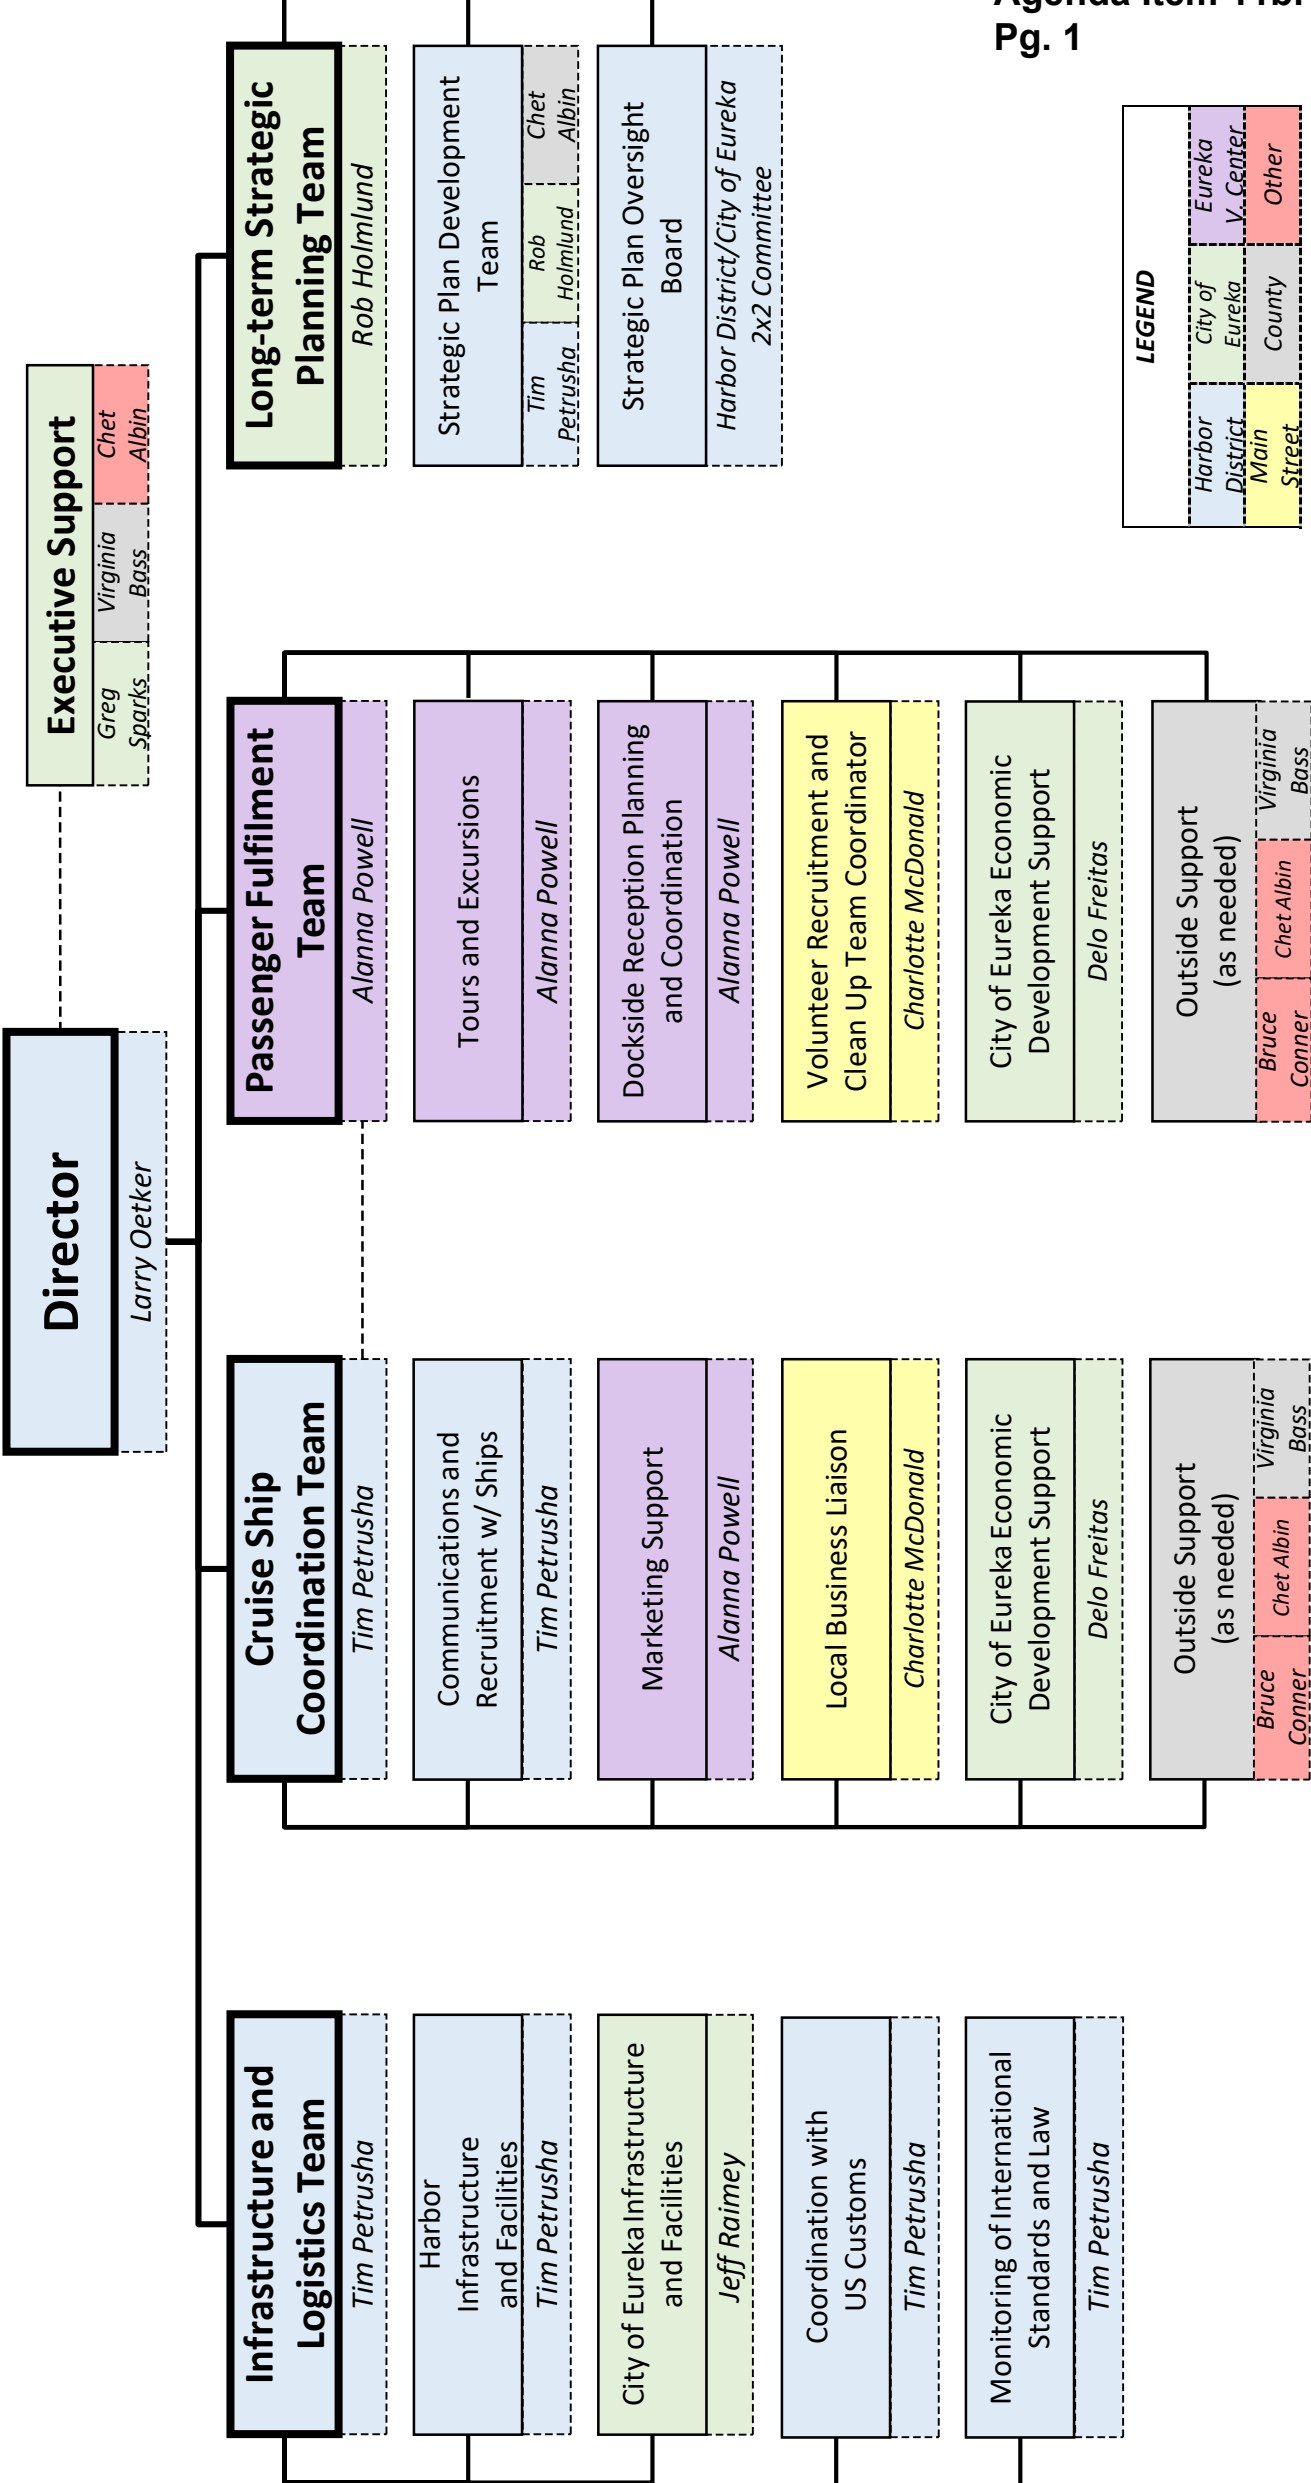 Pg. 1
Director
Larry Oetker
Executive Support
Greg
Sparks
Virginia
Bass
Chet
Albin
Infrastructure and
Logistics Team
Tim Petrusha
Harbor
Infrastructure
and Facilities
Tim Petrusha
City of Eureka Infrastructure
and Facilities
Jeff Raimey
Coordination with
US Customs
Tim Petrusha
Monitoring of International
Standards and Law
Tim Petrusha
Cruise Ship
Coordination Team
Tim Petrusha
Communications and
Recruitment w/ Ships
Tim Petrusha
Marketing Support
Alanna Powell
Local Business Liaison
Charlotte McDonald
City of Eureka Economic
Development Support
Delo Freitas
Outside Support
(as needed)
Bruce
Conner
Chet Albin
Virginia
Bass
Passenger Fulfilment
Team
Alanna Powell
Tours and Excursions
Alanna Powell
Dockside Reception Planning
and Coordination
Alanna Powell
Volunteer Recruitment and
Clean Up Team Coordinator
Charlotte McDonald
City of Eureka Economic
Development Support
Delo Freitas
Outside Support
(as needed)
Bruce
Conner
Chet Albin
Virginia
Bass
Long-term Strategic
Planning Team
Rob Holmlund
Strategic Plan Development
Team
Tim
Petrusha
Rob
Holmlund
Chet
Albin
Strategic Plan Oversight
Board
Harbor District/City of Eureka
2x2 Committee
LEGEND
Harbor
District
City of
Eureka
Eureka
V. Center
Main
Street
County
Other